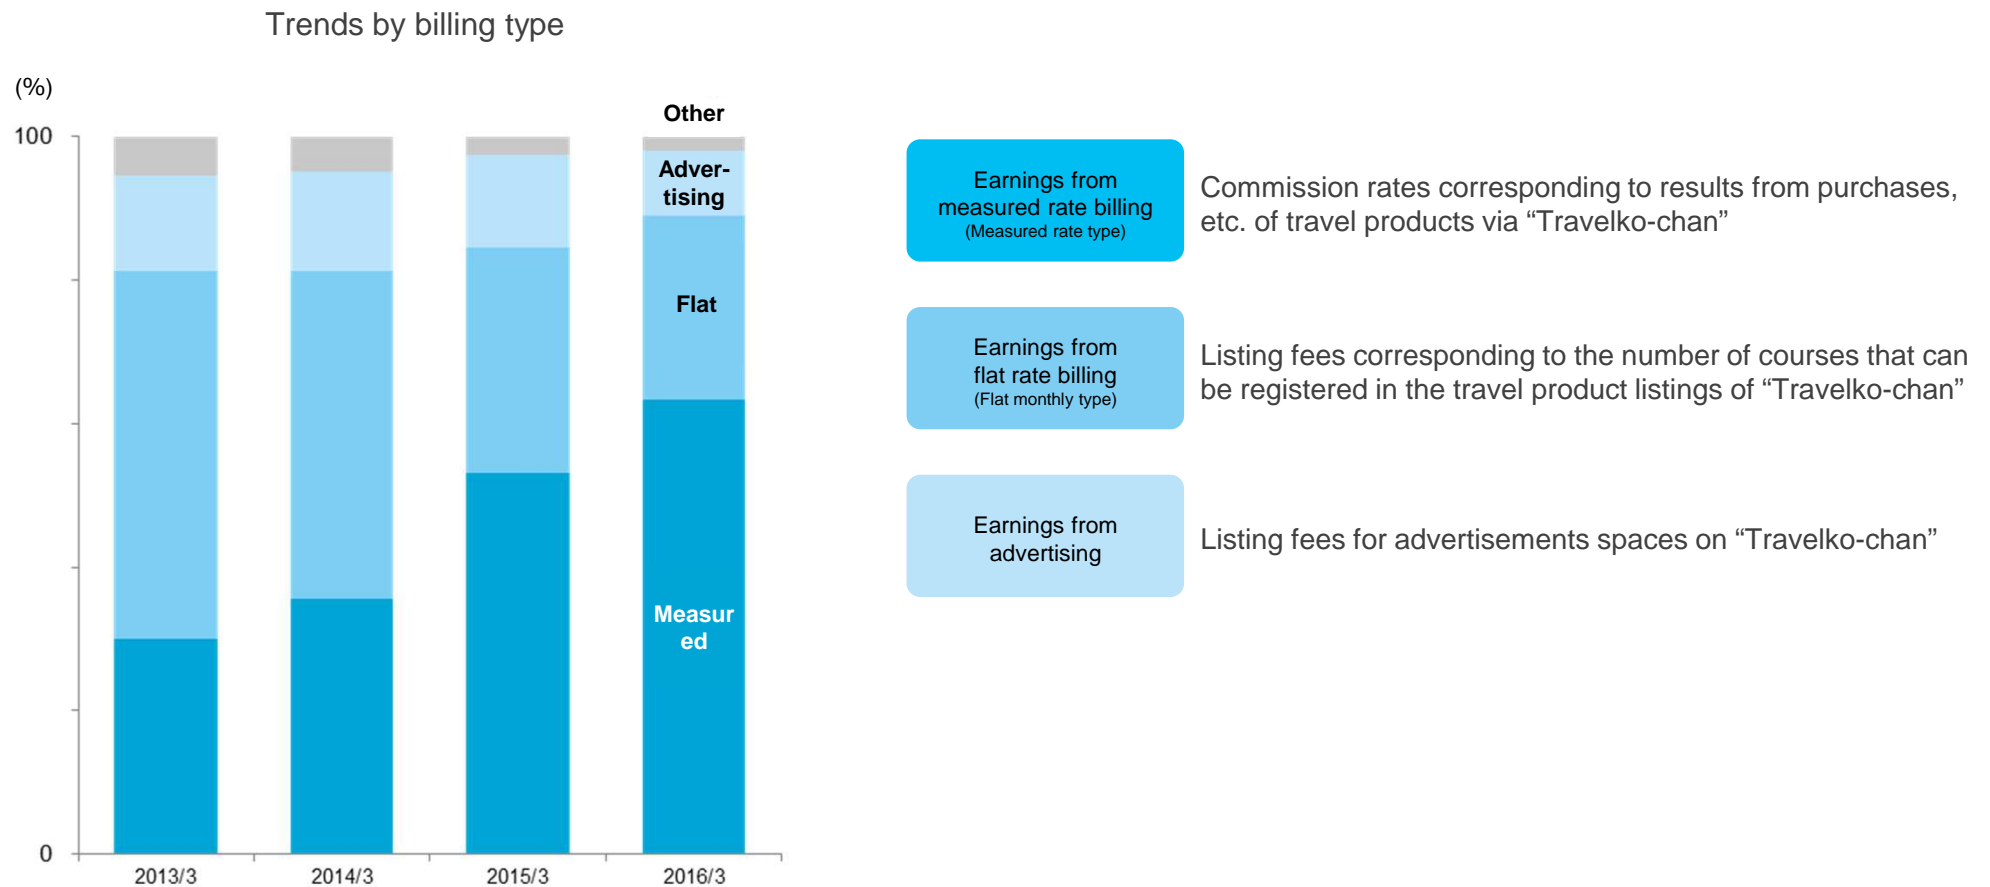 Trends by billing type
(%)
100
0
Other
Adver-
tising
Flat
Measur
ed
2013/3
2014/3
2015/3
2016/3
Earnings from
measured rate billing
(Measured rate type)
Commission rates corresponding to results from purchases,
etc. of travel products via “Travelko-chan”
Earnings from
flat rate billing
(Flat monthly type)
Listing fees corresponding to the number of courses that can
be registered in the travel product listings of “Travelko-chan”
Earnings from
advertising
Listing fees for advertisements spaces on “Travelko-chan”